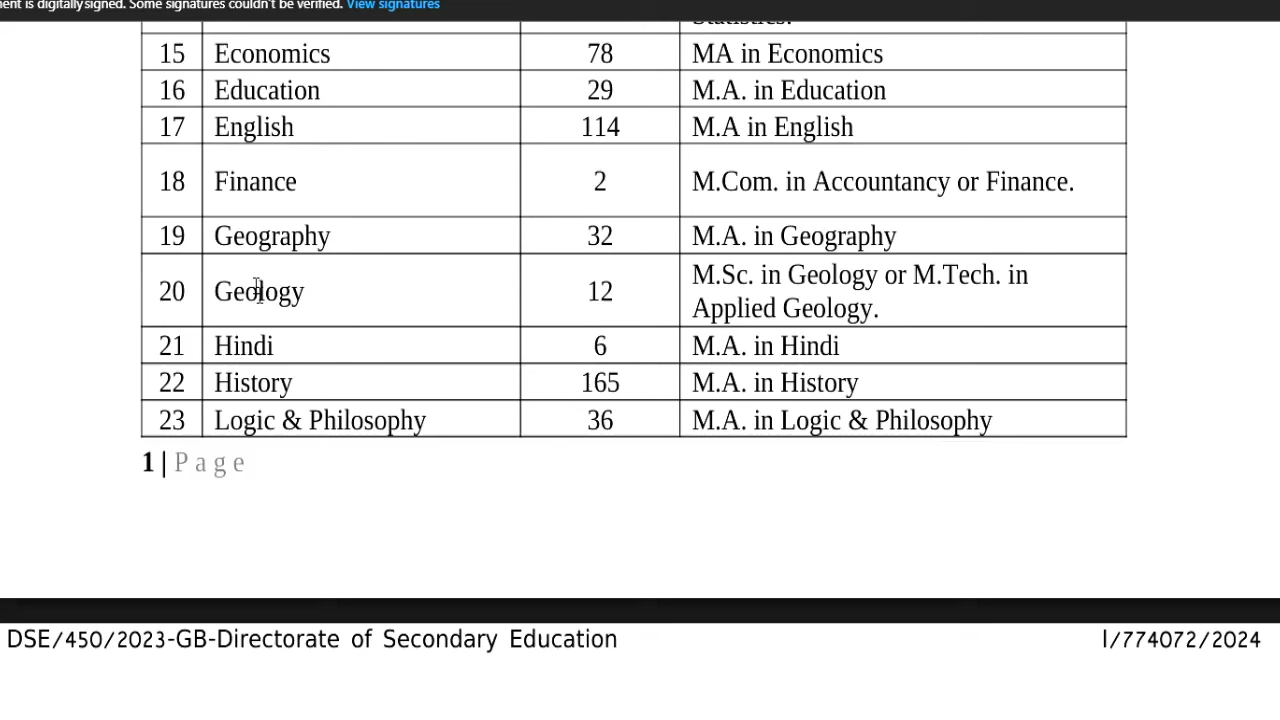 ment is digitally signed. Some signatures couldn't be verified. View signatures
Statistics.
15 Economics 78 MA in Economics
16 Education 29 M.A. in Education
17 English 114 M.A in English
18 Finance 2 M.Com. in Accountancy or Finance.
19 Geography 32 M.A. in Geography
20 Geology 12 M.Sc. in Geology or M.Tech. in
Applied Geology.
21 Hindi 6 M.A. in Hindi
22 History 165 M.A. in History
23 Logic & Philosophy 36 M.A. in Logic & Philosophy
1 | Page
DSE/450/2023-GB-Directorate of Secondary Education I/774072/2024